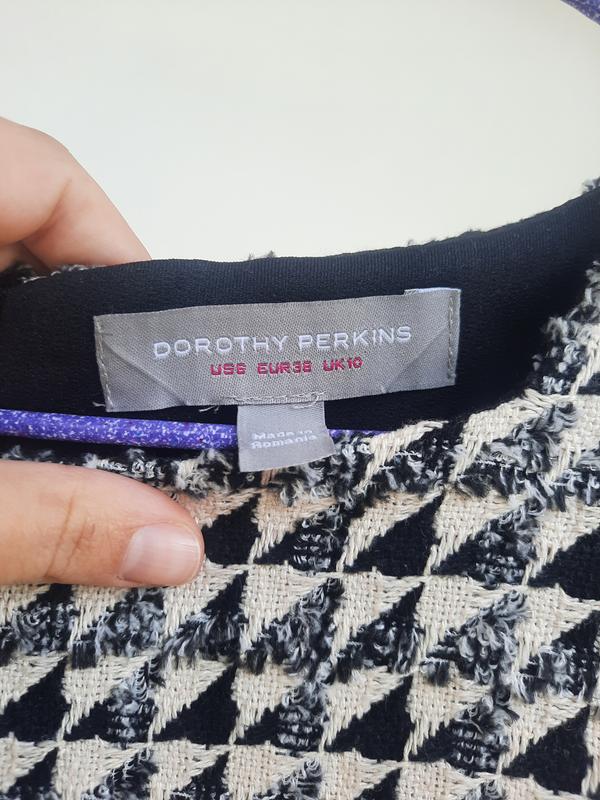 DOROTHY PERKINS
US6 EUR38 UK10
Made in
Romania